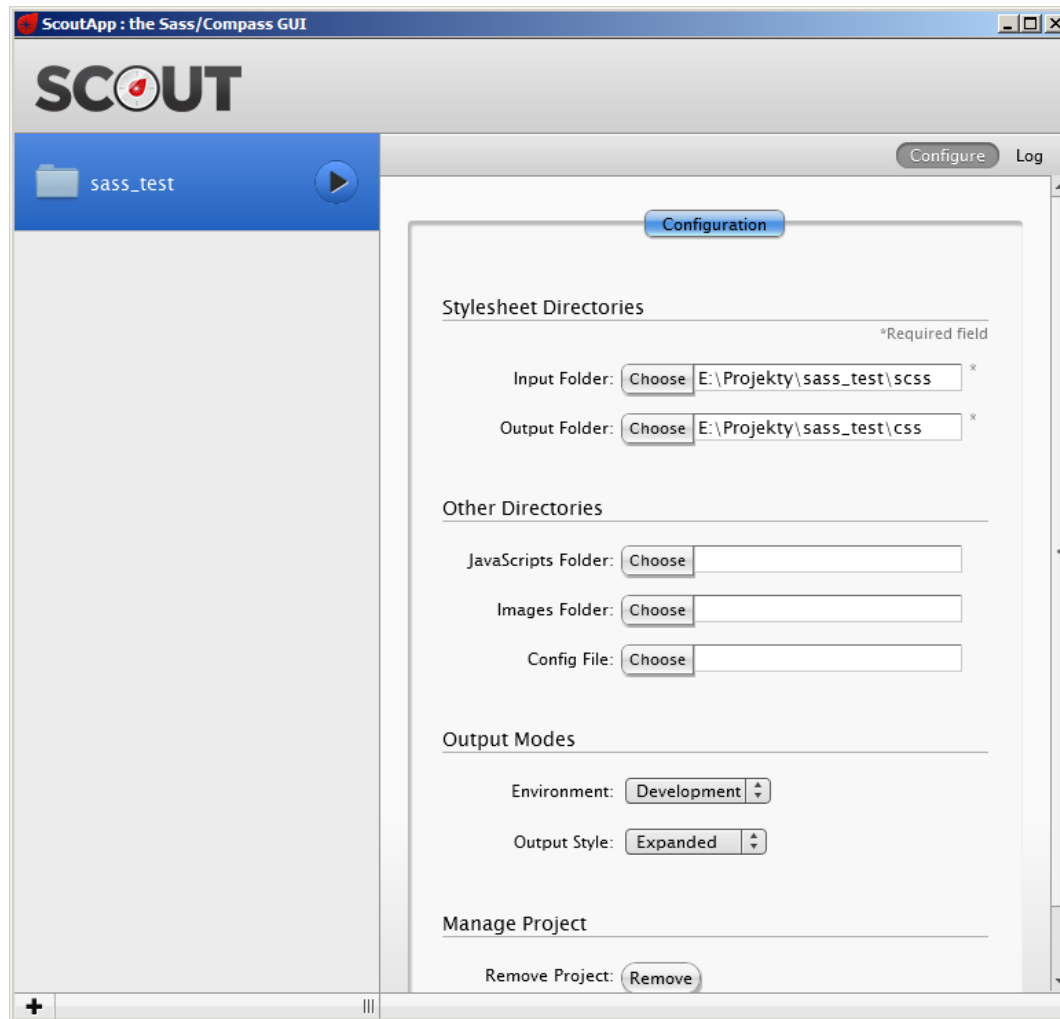 ScoutApp : the Sass/Compass GUI
SCOUT
sass_test
Configure Log
Configuration
Stylesheet Directories
*Required field
Input Folder: Choose E:\Projekty\sass_test\scss *
Output Folder: Choose E:\Projekty\sass_test\css *
Other Directories
JavaScripts Folder: Choose
Images Folder: Choose
Config File: Choose
Output Modes
Environment: Development
Output Style: Expanded
Manage Project
Remove Project: Remove